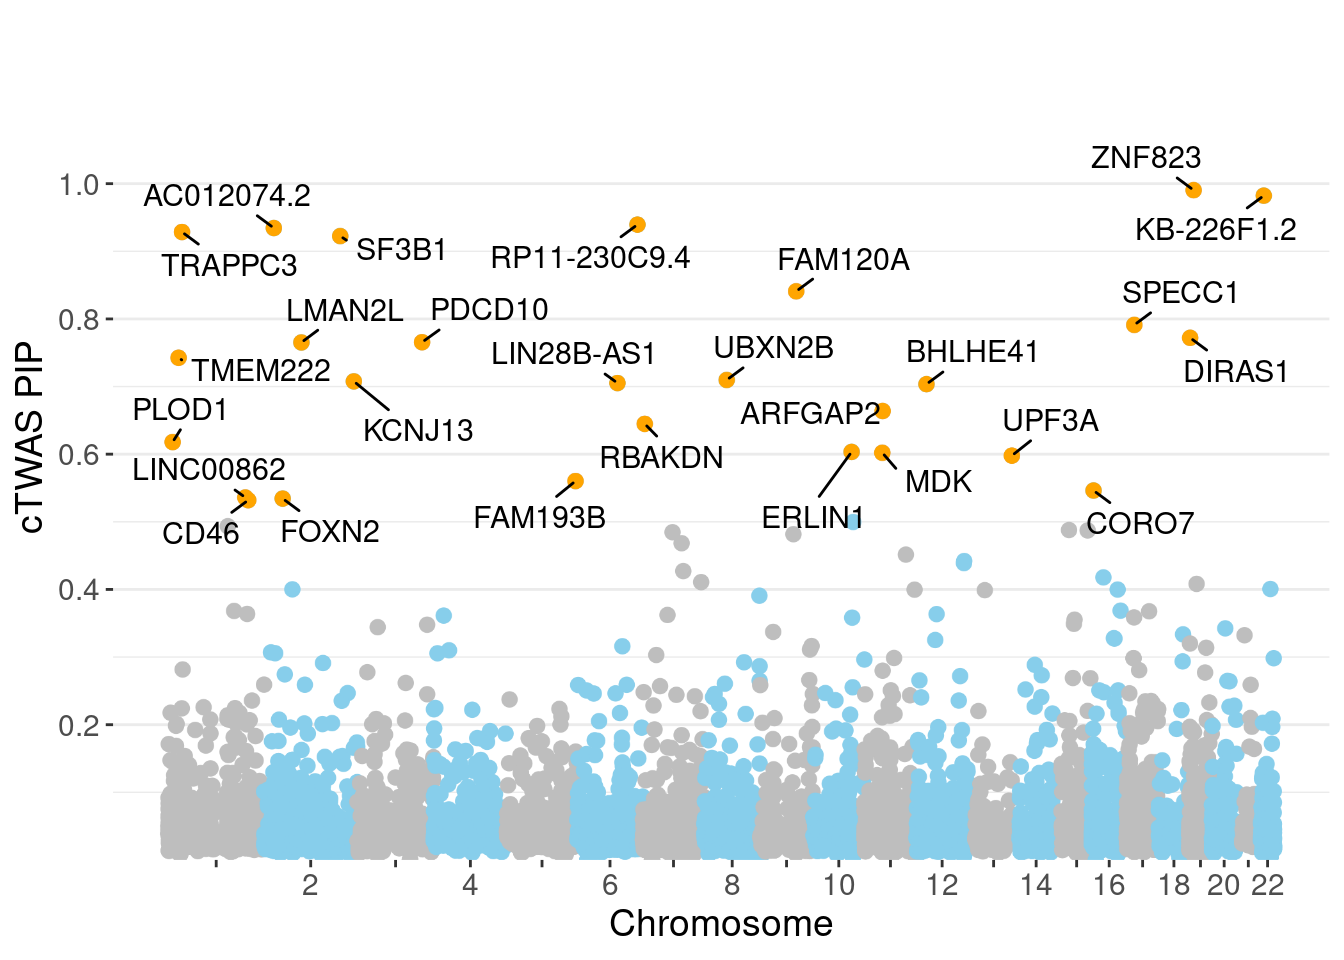 ZNF823
1.0
AC012074.2
KB-226F1.2
SF3B1
RP11-230C9.4
TRAPPC3
FAM120A
SPECC1
LMAN2L
PDCD10
0.8
LIN28B-AS1
UBXN2B
BHLHE41
TMEM222
DIRAS1
PLOD1
ARFGAP2
UPF3A
KCNJ13
cTWAS PIP
0.6
RBAKDN
LINC00862
MDK
FAM193B
ERLIN1
CORO7
CD46
FOXN2
0.4
0.2
2 4 6 8 10 12 14 16 18 20 22
Chromosome